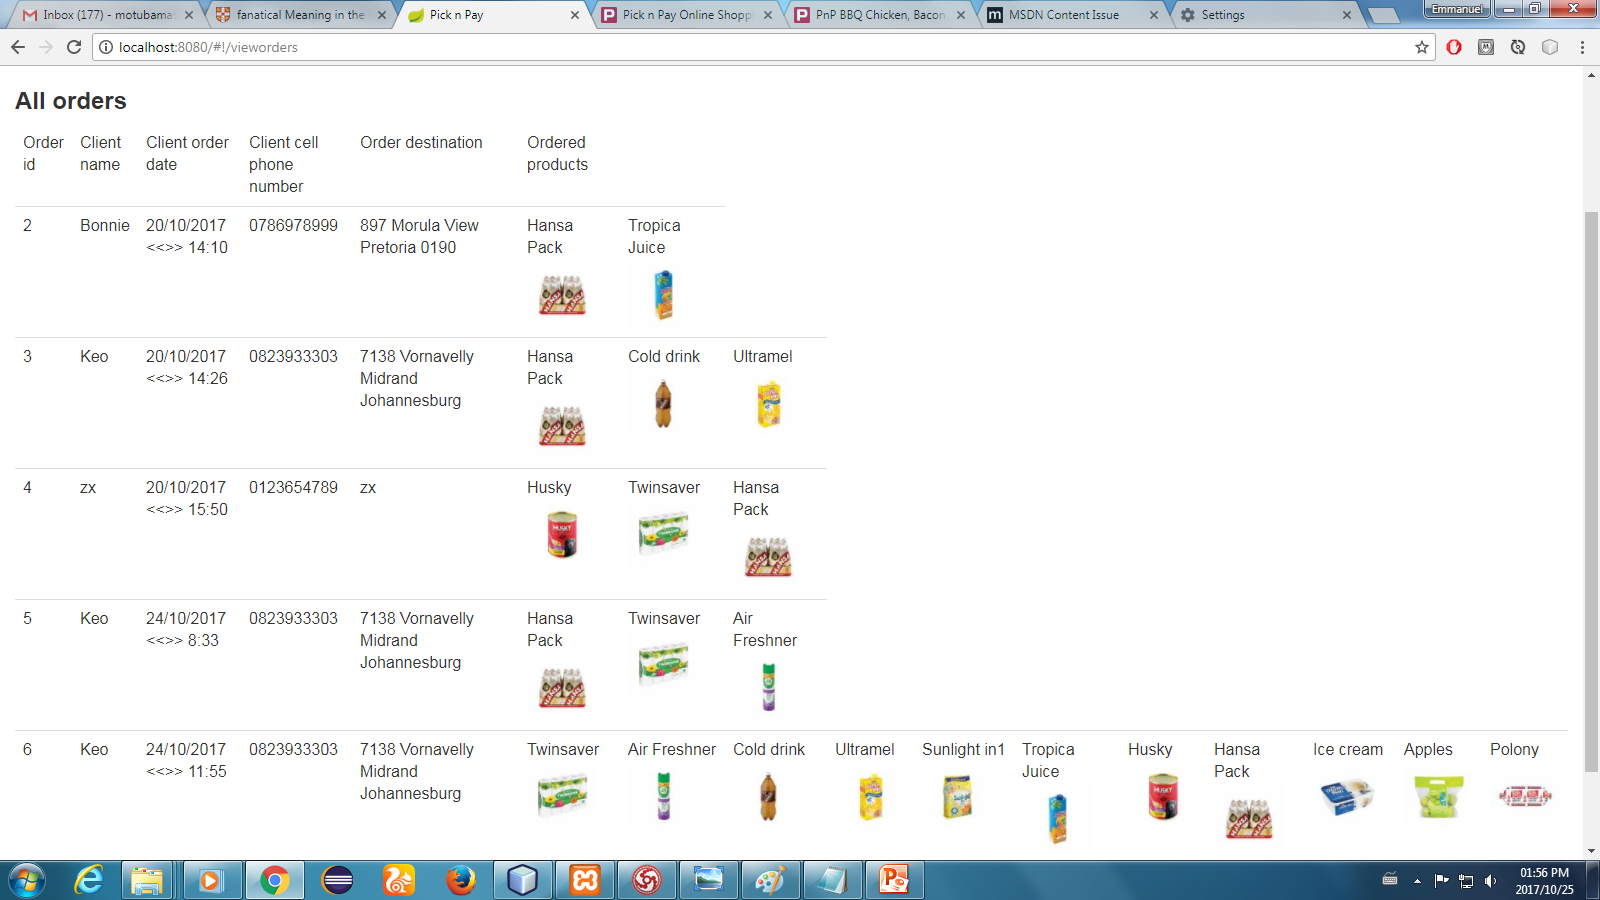 Inbox (177) - motubama
fanatical Meaning in the
Pick n Pay
Pick n Pay Online Shopp
PnP BBQ Chicken, Bacon
MSDN Content Issue
Settings
Emmanuel
localhost:8080/#!/vieworders
All orders
Order id
Client name
Client order date
Client cell phone number
Order destination
Ordered products
2
Bonnie
20/10/2017
<<>> 14:10
0786978999
897 Morula View
Pretoria 0190
Hansa Pack
Tropica Juice
3
Keo
20/10/2017
<<>> 14:26
0823933303
7138 Vornavelly
Midrand
Johannesburg
Hansa Pack
Cold drink
Ultramel
4
zx
20/10/2017
<<>> 15:50
0123654789
zx
Husky
Twinsaver
Hansa Pack
HUSKY
5
Keo
24/10/2017
<<>> 8:33
0823933303
7138 Vornavelly
Midrand
Johannesburg
Hansa Pack
Twinsaver
Air Freshner
6
Keo
24/10/2017
<<>> 11:55
0823933303
7138 Vornavelly
Midrand
Johannesburg
Twinsaver
Air Freshner
Cold drink
Ultramel
Sunlight in1
Tropica Juice
Husky
Hansa Pack
Ice cream
Apples
Polony
HUSKY
01:56 PM
2017/10/25